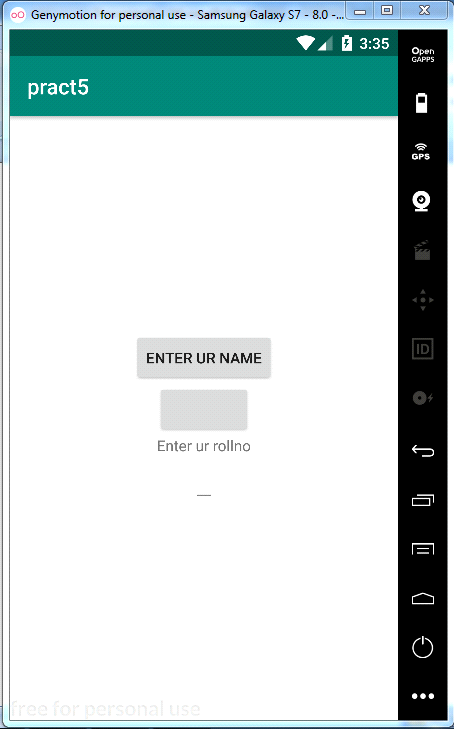 Genymotion for personal use - Samsung Galaxy S7 - 8.0 -...
3:35
Open
GAPPS
pract5
GPS
ID
ENTER UR NAME
Enter ur rollno
free for personal use